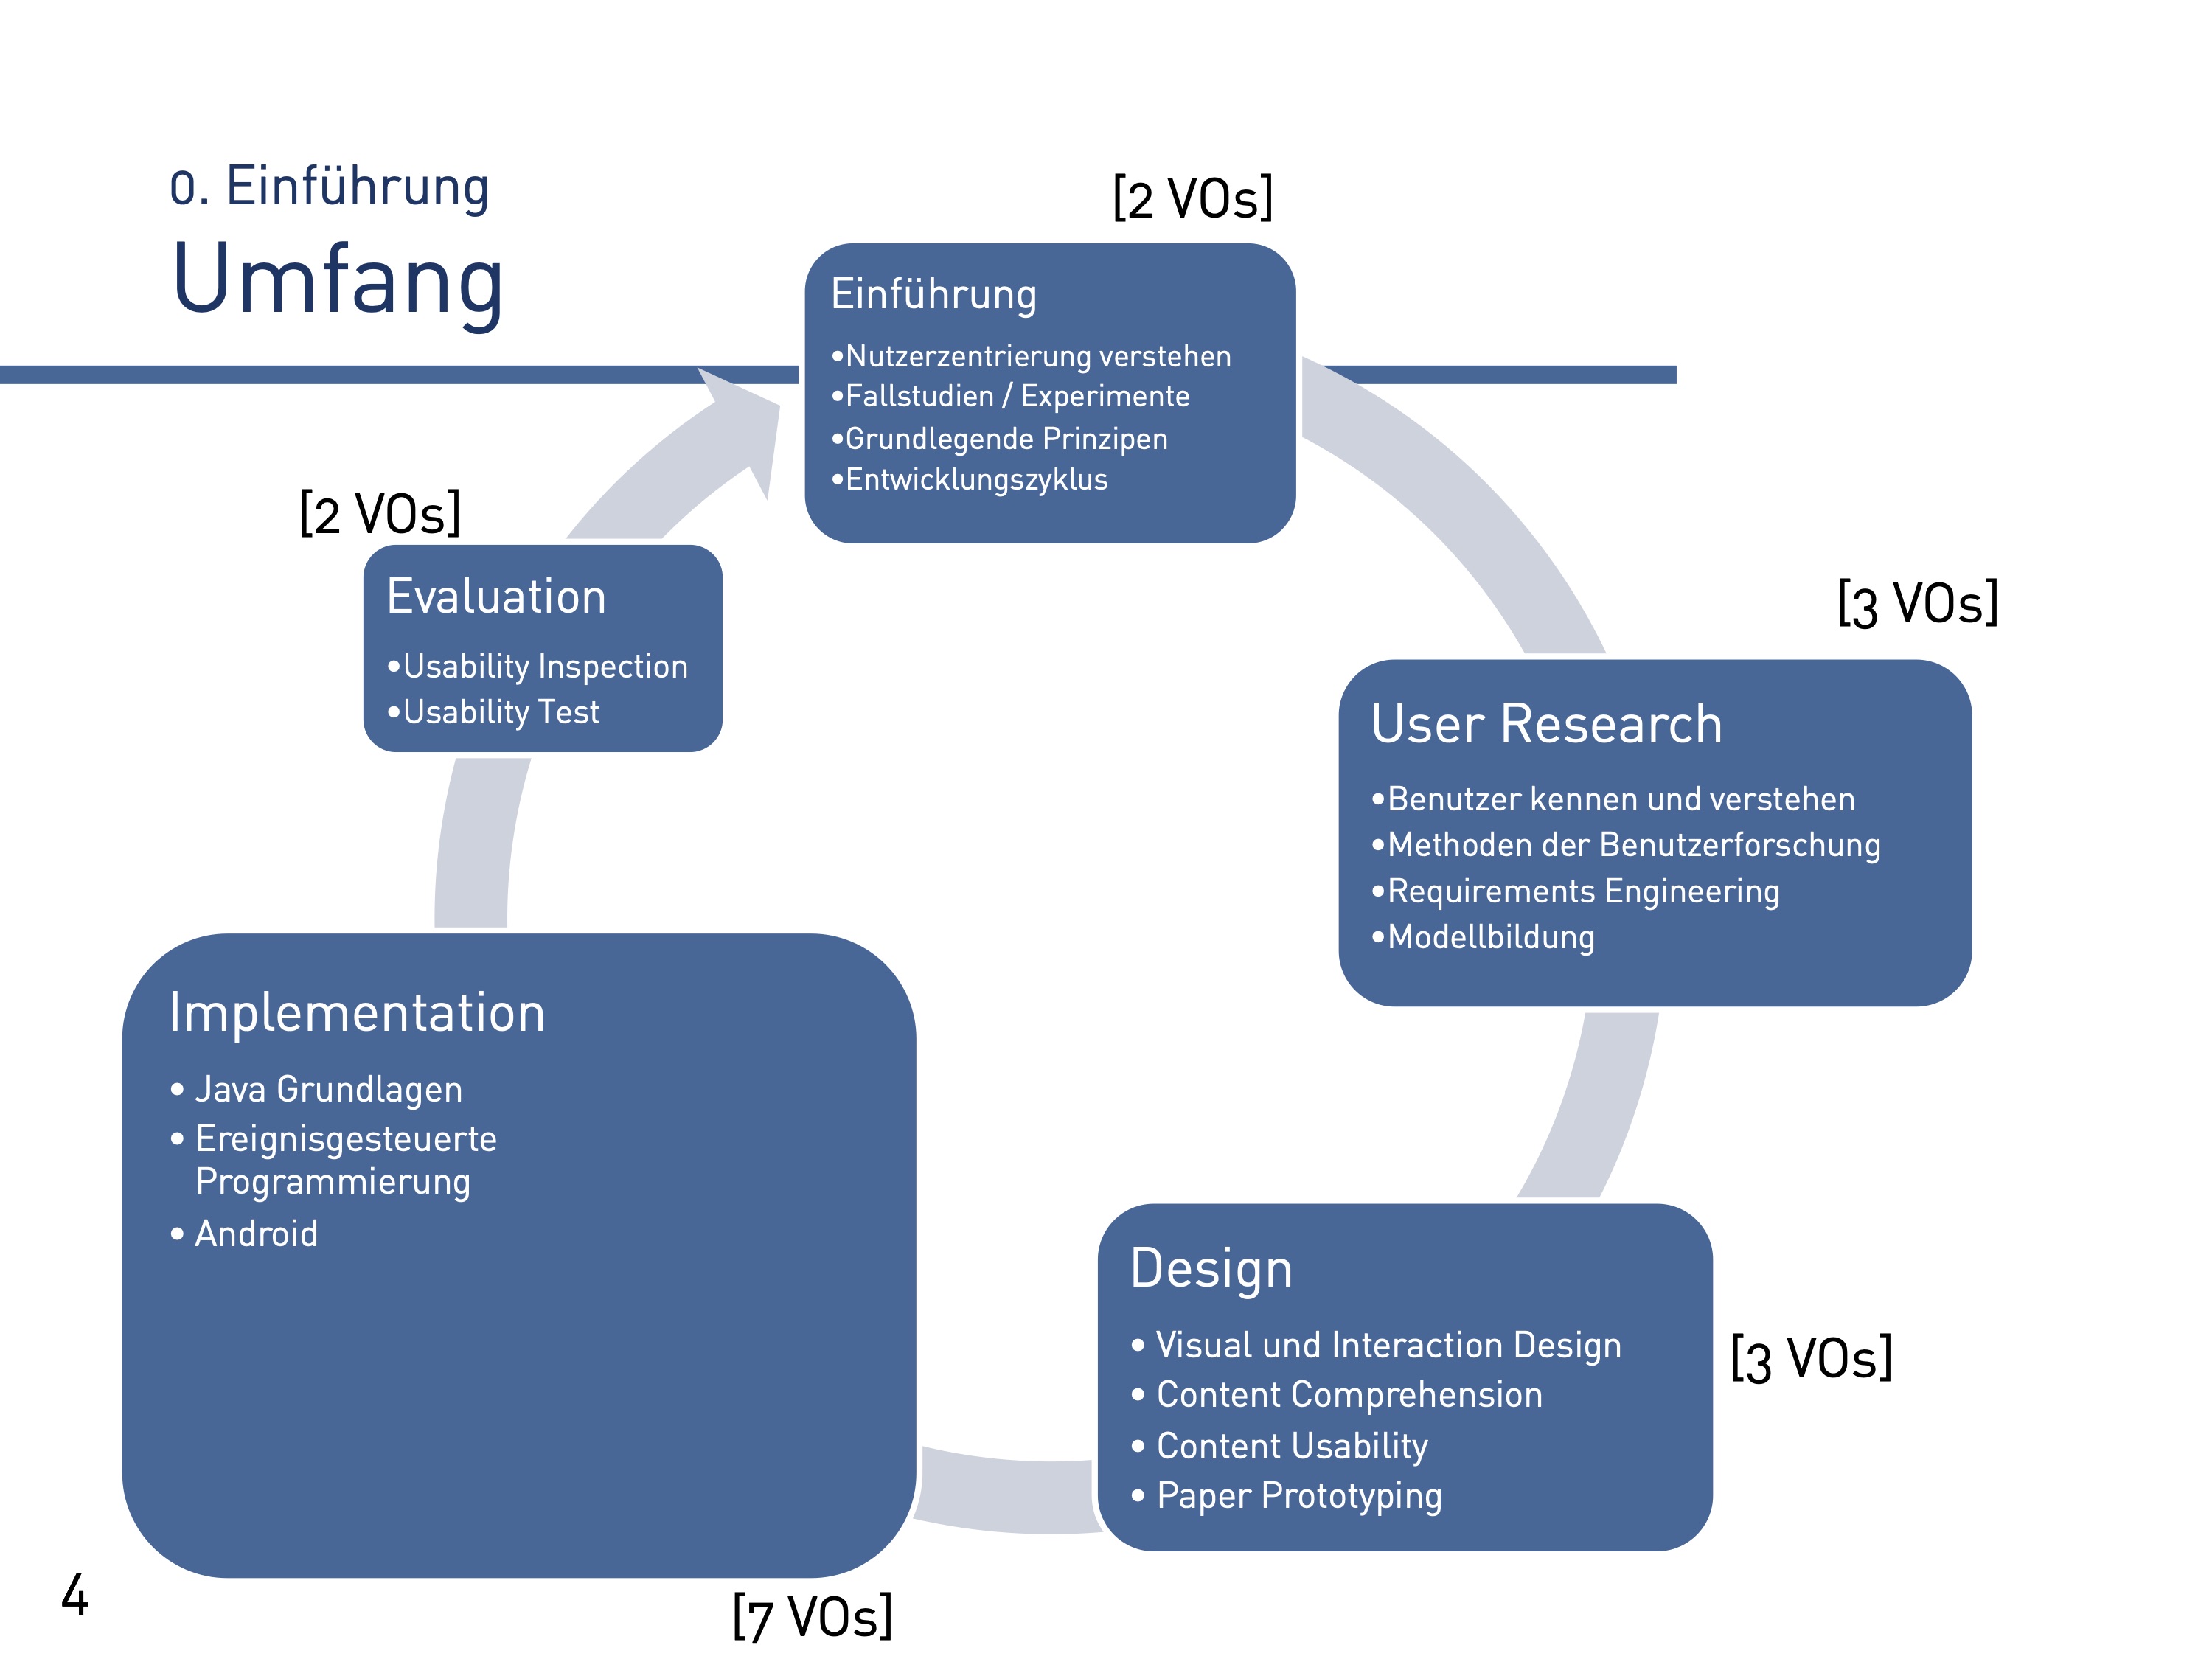 0. Einführung
Umfang
[2 VOs]
Einführung
•Nutzerzentrierung verstehen
•Fallstudien / Experimente
•Grundlegende Prinzipen
•Entwicklungszyklus
[3 VOs]
User Research
•Benutzer kennen und verstehen
•Methoden der Benutzerforschung
•Requirements Engineering
•Modellbildung
Design
• Visual und Interaction Design
• Content Comprehension
• Content Usability
• Paper Prototyping
[3 VOs]
Implementation
• Java Grundlagen
• Ereignisgesteuerte
Programmierung
• Android
[7 VOs]
[2 VOs]
Evaluation
•Usability Inspection
•Usability Test
4